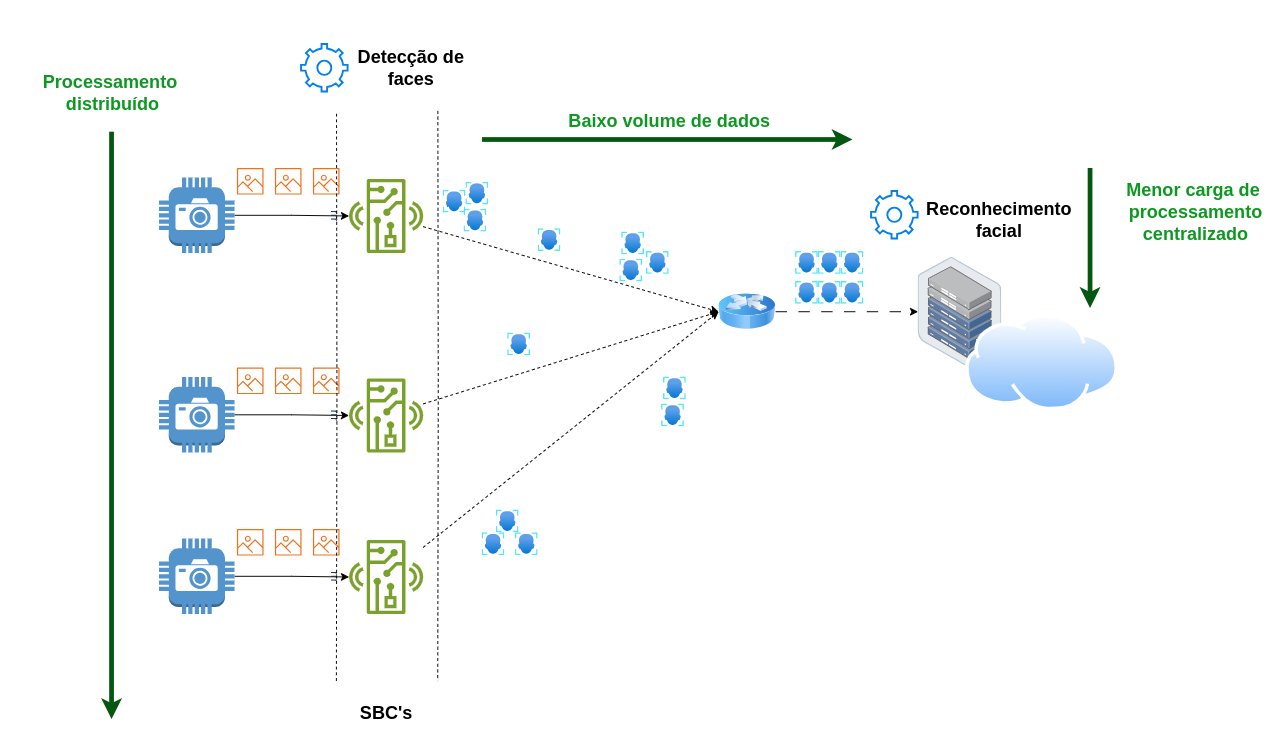 Processamento
distribuído
Detecção de
faces
Baixo volume de dados
Reconhecimento
facial
Menor carga de
processamento
centralizado
SBC's